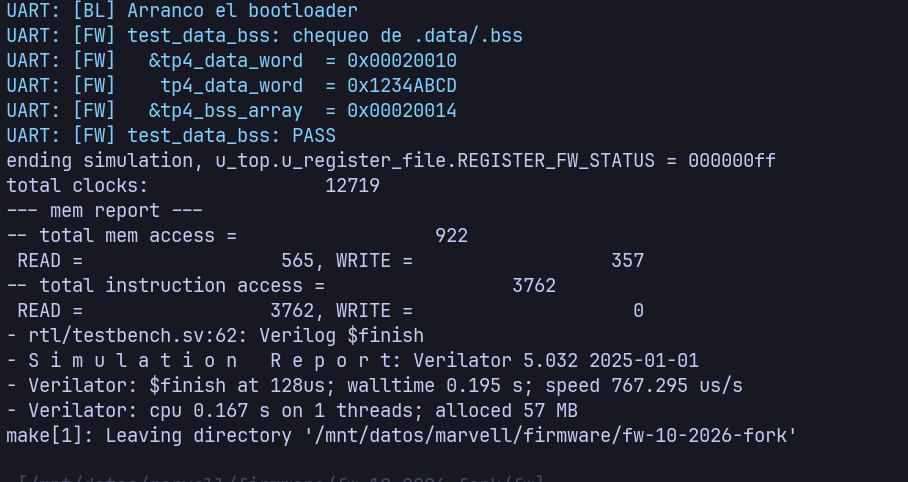 UART: [BL] Arranco el bootloader
UART: [FW] test_data_bss: chequeo de .data/.bss
UART: [FW]   &tp4_data_word  = 0x00020010
UART: [FW]    tp4_data_word  = 0x1234ABCD
UART: [FW]   &tp4_bss_array  = 0x00020014
UART: [FW] test_data_bss: PASS
ending simulation, u_top.u_register_file.REGISTER_FW_STATUS = 000000ff
total clocks:                12719
--- mem report ---
-- total mem access =                  922
 READ =                  565, WRITE =                  357
-- total instruction access =                 3762
 READ =                 3762, WRITE =                    0
- rtl/testbench.sv:62: Verilog $finish
- S i m u l a t i o n   R e p o r t: Verilator 5.032 2025-01-01
- Verilator: $finish at 128us; walltime 0.195 s; speed 767.295 us/s
- Verilator: cpu 0.167 s on 1 threads; alloced 57 MB
make[1]: Leaving directory '/mnt/datos/marvell/firmware/fw-10-2026-fork'